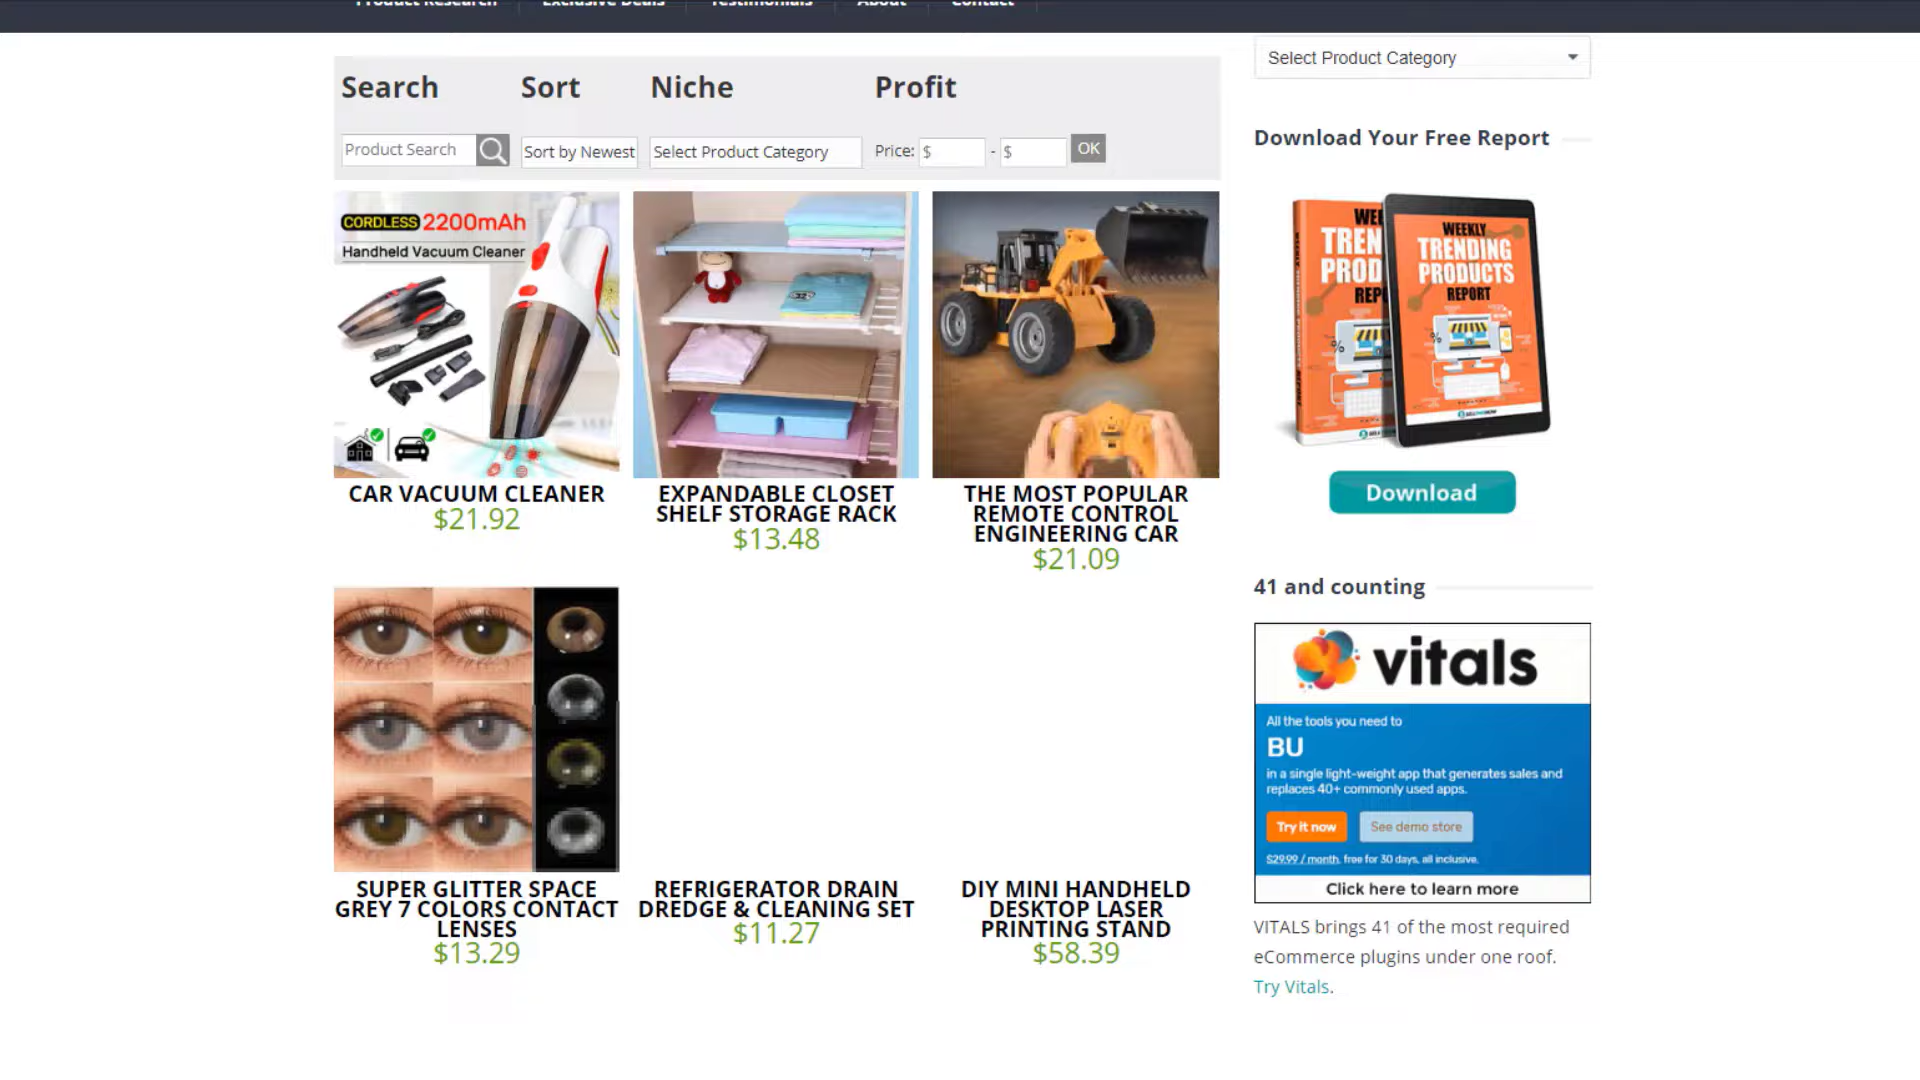 Product Research
Exclusive Deals
Testimonials
About
Contact
Search
Sort
Niche
Profit
Product Search
Sort by Newest
Select Product Category
Price: $ - $ OK
CORDLESS 2200mAh
Handheld Vacuum Cleaner
CAR VACUUM CLEANER
$21.92
EXPANDABLE CLOSET
SHELF STORAGE RACK
$13.48
THE MOST POPULAR
REMOTE CONTROL
ENGINEERING CAR
$21.09
SUPER GLITTER SPACE
GREY 7 COLORS CONTACT
LENSES
$13.29
REFRIGERATOR DRAIN
DREDGE & CLEANING SET
$11.27
DIY MINI HANDHELD
DESKTOP LASER
PRINTING STAND
$58.39
Select Product Category
Download Your Free Report
WEEKLY
TRENDING
PRODUCTS
REPORT
Download
41 and counting
vitals
All the tools you need to
BU
in a single light-weight app that generates sales and
replaces 40+ commonly used apps.
Try it now
See demo store
$29.99 / month, free for 30 days, all inclusive.
Click here to learn more
VITALS brings 41 of the most required
eCommerce plugins under one roof.
Try Vitals.